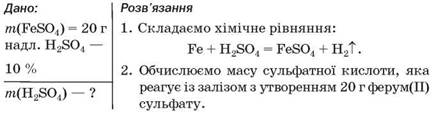 Дано:
m(FeSO₄) = 20 г
надл. H₂SO₄ —
10 %
m(H₂SO₄) — ?
Розв’язання
1. Складаємо хімічне рівняння:
Fe + H₂SO₄ = FeSO₄ + H₂↑.
2. Обчислюємо масу сульфатної кислоти, яка
реагує із залізом з утворенням 20 г ферум(II)
сульфату.